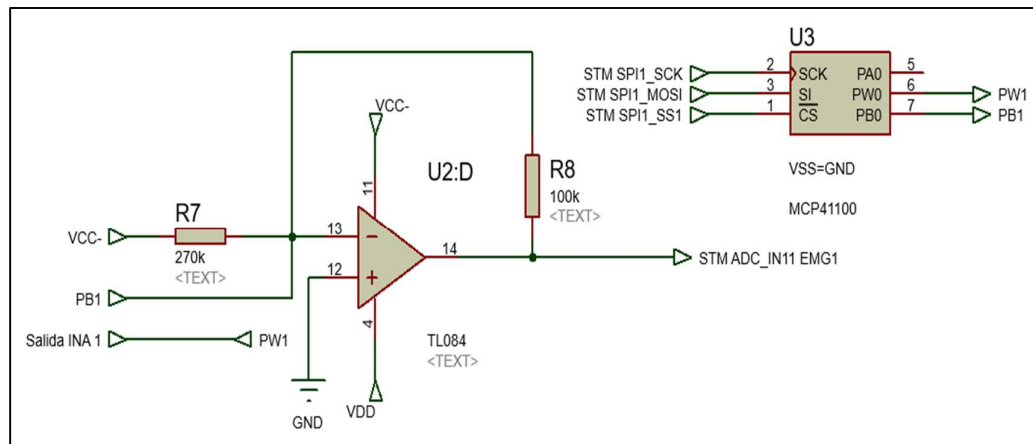 U3
STM SPI1_SCK
2
SCK
PA0
5
STM SPI1_MOSI
3
SI
PW0
6
PW1
STM SPI1_SS1
1
CS
PB0
7
PB1
VSS=GND
MCP41100
VCC-
11
U2:D
R8
100k
<TEXT>
R7
VCC-
270k
<TEXT>
13
12
14
STM ADC_IN11 EMG1
PB1
Salida INA 1
PW1
4
TL084
<TEXT>
GND
VDD